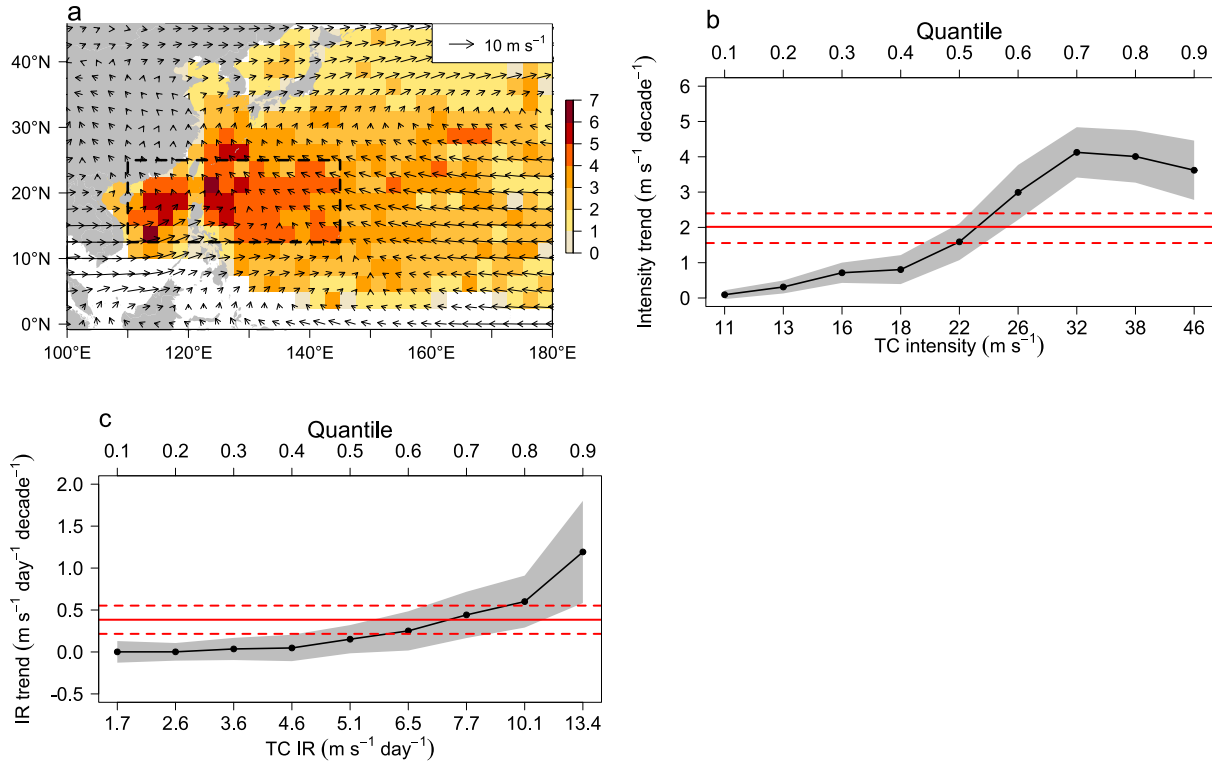 a
10 m s⁻¹
40°N
30°N
20°N
10°N
0°N
100°E 120°E 140°E 160°E 180°E
7
6
5
4
3
2
1
0
b
Quantile
0.1 0.2 0.3 0.4 0.5 0.6 0.7 0.8 0.9
Intensity trend (m s⁻¹ decade⁻¹)
6
5
4
3
2
1
0
11 13 16 18 22 26 32 38 46
TC intensity (m s⁻¹)
c
Quantile
0.1 0.2 0.3 0.4 0.5 0.6 0.7 0.8 0.9
IR trend (m s⁻¹ day⁻¹ decade⁻¹)
2.0
1.5
1.0
0.5
0.0
-0.5
1.7 2.6 3.6 4.6 5.1 6.5 7.7 10.1 13.4
TC IR (m s⁻¹ day⁻¹)